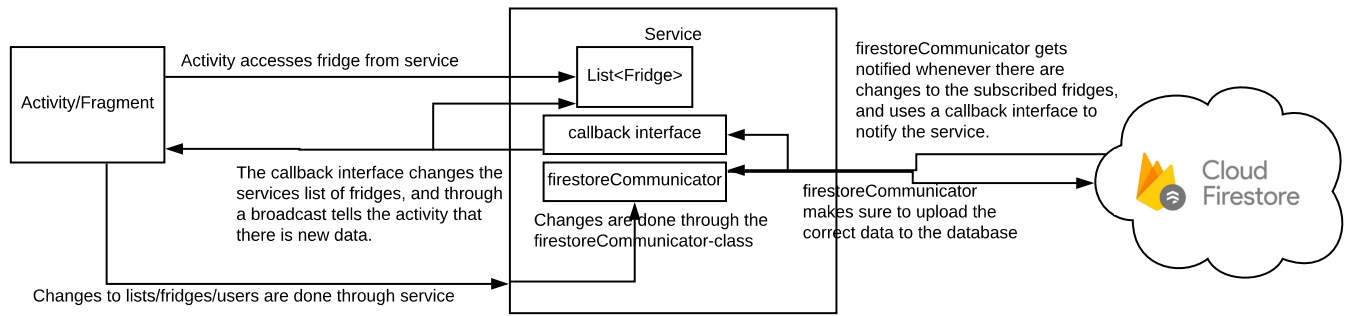 Activity/Fragment
Activity accesses fridge from service
Service
List<Fridge>
callback interface
firestoreCommunicator
The callback interface changes the
services list of fridges, and through
a broadcast tells the activity that
there is new data.
Changes are done through the
firestoreCommunicator-class
Changes to lists/fridges/users are done through service
firestoreCommunicator gets
notified whenever there are
changes to the subscribed fridges,
and uses a callback interface to
notify the service.
firestoreCommunicator
makes sure to upload the
correct data to the database
Cloud
Firestore